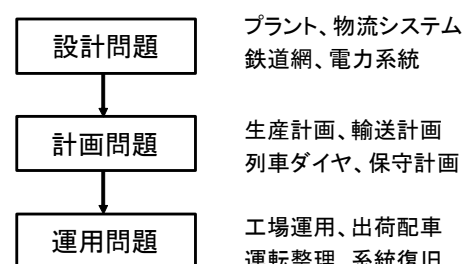 設計問題
プラント、物流システム
鉄道網、電力系統
計画問題
生産計画、輸送計画
列車ダイヤ、保守計画
運用問題
工場運用、出荷配車
運転整理、系統復旧